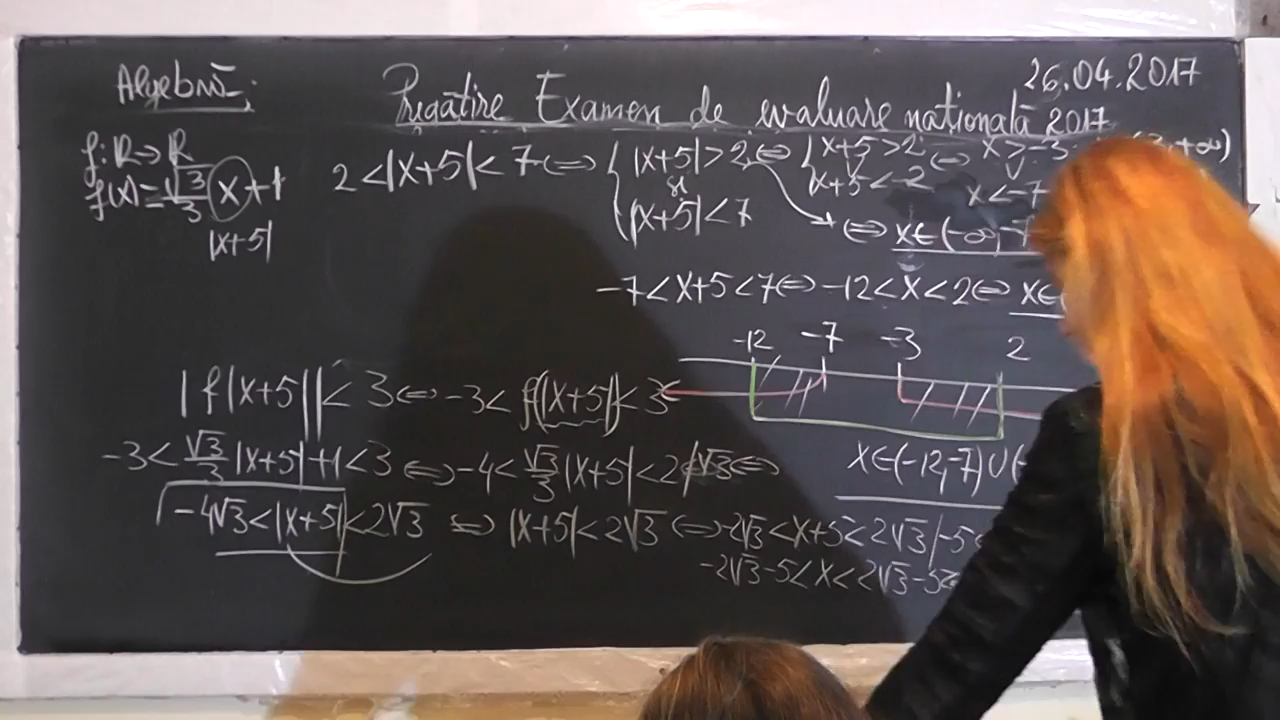 Algebră:
Pregătire Examen de evaluare națională 2017
26.04.2017
f: R→R
f(x)=√3/3 x+1
|x+5|
2<|x+5|<7 ⇔ { |x+5|>2 ⇔ { x+5>2 ⇔ x>-3
x+5<-2 x<-7
și
|x+5|<7
⇔ x∈(-∞,-7
-7<x+5<7 ⇔ -12<x<2 ⇔ x∈
-12 -7 -3 2
|f|x+5||<3 ⇔ -3<f(|x+5|)<3
-3<√3/3 |x+5|+1<3 ⇔ -4<√3/3 |x+5|<2 |·√3 ⇔
x∈(-12,-7)∪(
-4√3<|x+5|<2√3 ⇔ |x+5|<2√3 ⇔ -2√3<x+5<2√3 |-5
-2√3-5<x<2√3-5